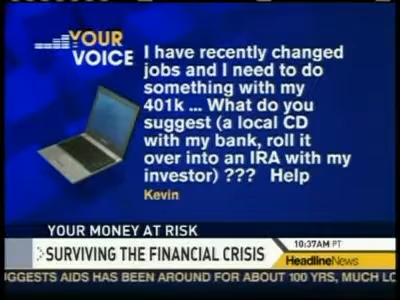 YOUR
VOICE
I have recently changed
jobs and I need to do
something with my
401k ... What do you
suggest (a local CD
with my bank, roll it
over into an IRA with my
investor) ??? Help
Kevin
YOUR MONEY AT RISK
SURVIVING THE FINANCIAL CRISIS
10:37AM PT
HeadlineNews
GGESTS AIDS HAS BEEN AROUND FOR ABOUT 100 YRS, MUCH LO